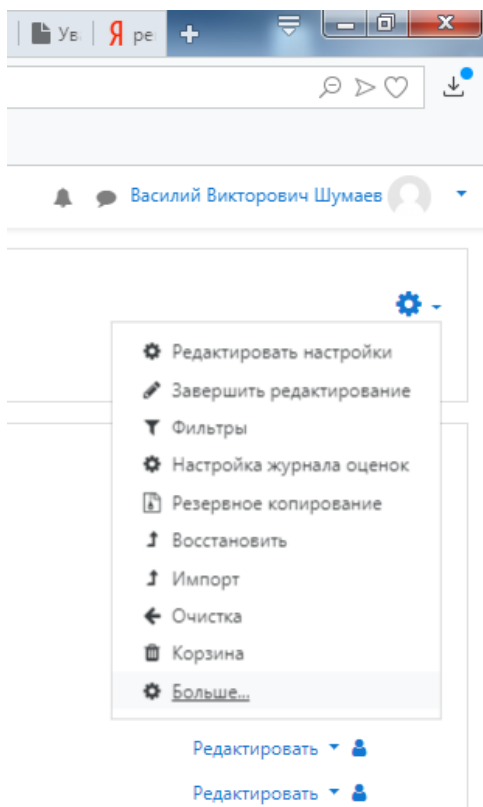 Ув
Я ре
Василий Викторович Шумаев
Редактировать настройки
Завершить редактирование
Фильтры
Настройка журнала оценок
Резервное копирование
Восстановить
Импорт
Очистка
Корзина
Больше...
Редактировать
Редактировать